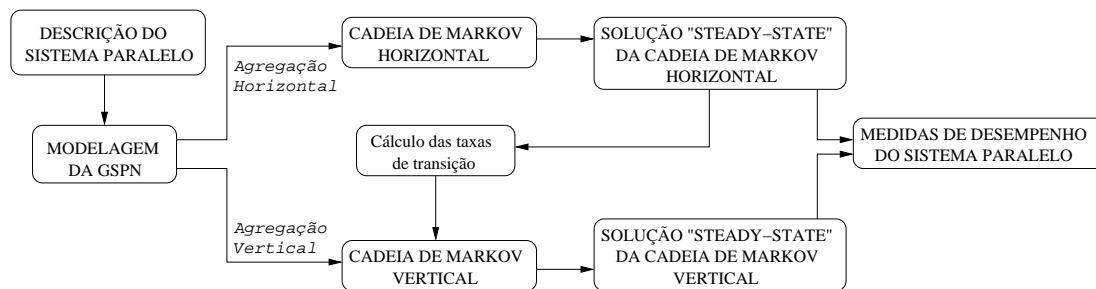 DESCRIÇÃO DO
SISTEMA PARALELO
MODELAGEM
DA GSPN
Agregação
Horizontal
Agregação
Vertical
CADEIA DE MARKOV
HORIZONTAL
SOLUÇÃO "STEADY−STATE"
DA CADEIA DE MARKOV
HORIZONTAL
Cálculo das taxas
de transição
CADEIA DE MARKOV
VERTICAL
SOLUÇÃO "STEADY−STATE"
DA CADEIA DE MARKOV
VERTICAL
MEDIDAS DE DESEMPENHO
DO SISTEMA PARALELO